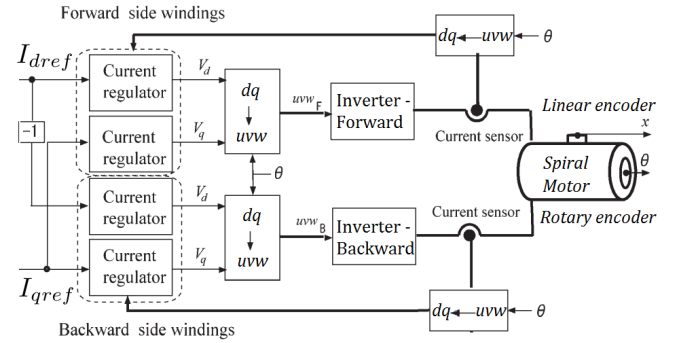 Forward side windings
dq uvw θ
I_dref
Current
regulator
V_d
dq
uvw
uvw F
Inverter -
Forward
Linear encoder
x
-1
Current
regulator
V_q
Current sensor
θ
Spiral
Motor
θ
Current
regulator
V_d
dq
uvw
uvw B
Inverter -
Backward
Current sensor
Rotary encoder
Current
regulator
V_q
I_qref
dq uvw θ
Backward side windings